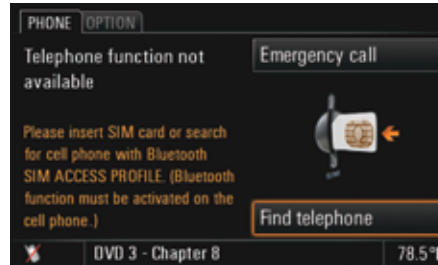 PHONE OPTION
Telephone function not
available
Emergency call
Please insert SIM card or search
for cell phone with Bluetooth
SIM ACCESS PROFILE. (Bluetooth
function must be activated on the
cell phone.)
SIM
Find telephone
DVD 3 - Chapter 8
78.5°